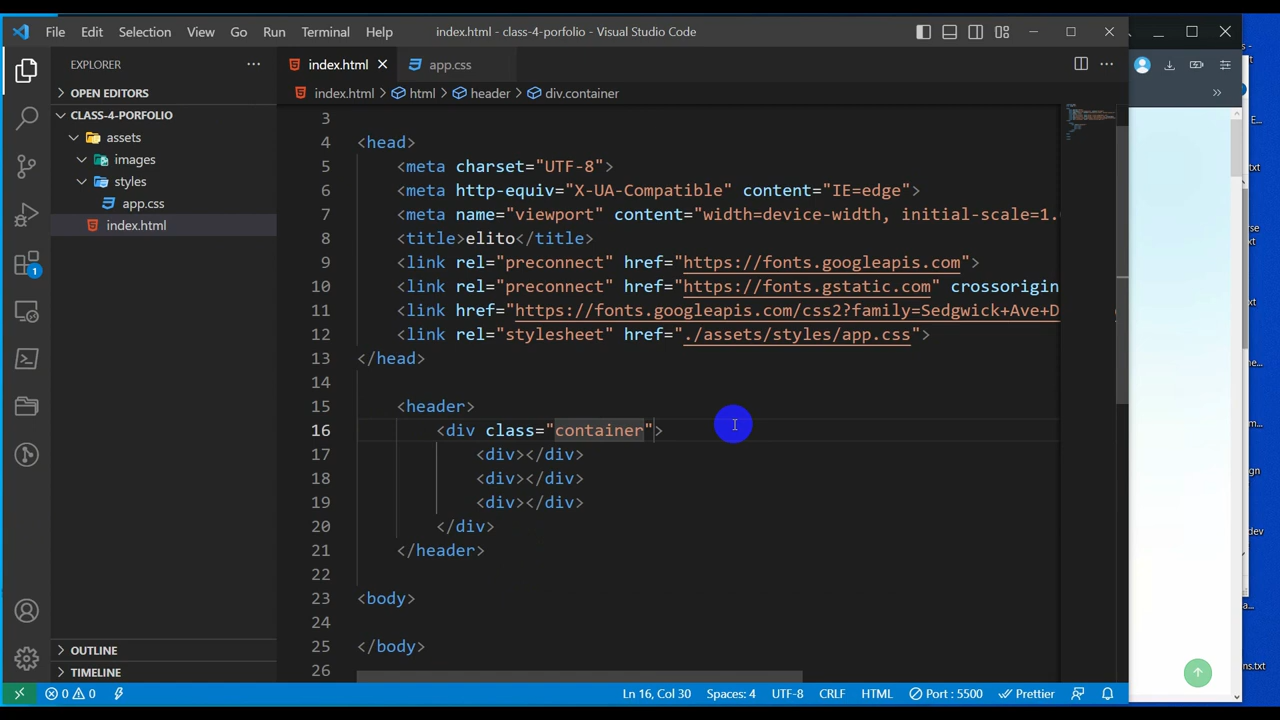 File Edit Selection View Go Run Terminal Help index.html - class-4-porfolio - Visual Studio Code
EXPLORER
OPEN EDITORS
CLASS-4-PORFOLIO
assets
images
styles
app.css
index.html
OUTLINE
TIMELINE
1
index.html app.css
index.html > html > header > div.container
3
4 <head>
5 <meta charset="UTF-8">
6 <meta http-equiv="X-UA-Compatible" content="IE=edge">
7 <meta name="viewport" content="width=device-width, initial-scale=1.
8 <title>elito</title>
9 <link rel="preconnect" href="https://fonts.googleapis.com">
10 <link rel="preconnect" href="https://fonts.gstatic.com" crossorigin
11 <link href="https://fonts.googleapis.com/css2?family=Sedgwick+Ave+D
12 <link rel="stylesheet" href="./assets/styles/app.css">
13 </head>
14
15 <header>
16 <div class="container">
17 <div></div>
18 <div></div>
19 <div></div>
20 </div>
21 </header>
22
23 <body>
24
25 </body>
26
0 0 Ln 16, Col 30 Spaces: 4 UTF-8 CRLF HTML Port : 5500 Prettier